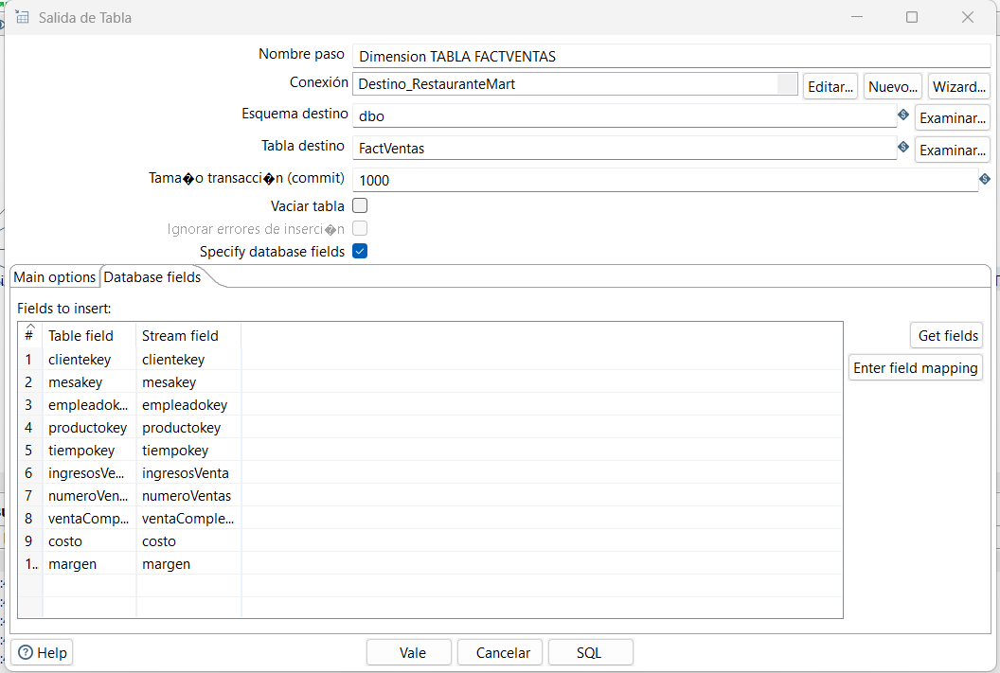 Salida de Tabla
Nombre paso Dimension TABLA FACTVENTAS
Conexión Destino_RestauranteMart Editar... Nuevo... Wizard...
Esquema destino dbo Examinar...
Tabla destino FactVentas Examinar...
Tama�o transacci�n (commit) 1000
Vaciar tabla
Ignorar errores de inserci�n
Specify database fields
Main options Database fields
Fields to insert:
# Table field Stream field Get fields
1 clientekey clientekey Enter field mapping
2 mesakey mesakey
3 empleadok... empleadokey
4 productokey productokey
5 tiempokey tiempokey
6 ingresosVe... ingresosVenta
7 numeroVen... numeroVentas
8 ventaComp... ventaComple...
9 costo costo
1.. margen margen
Help Vale Cancelar SQL